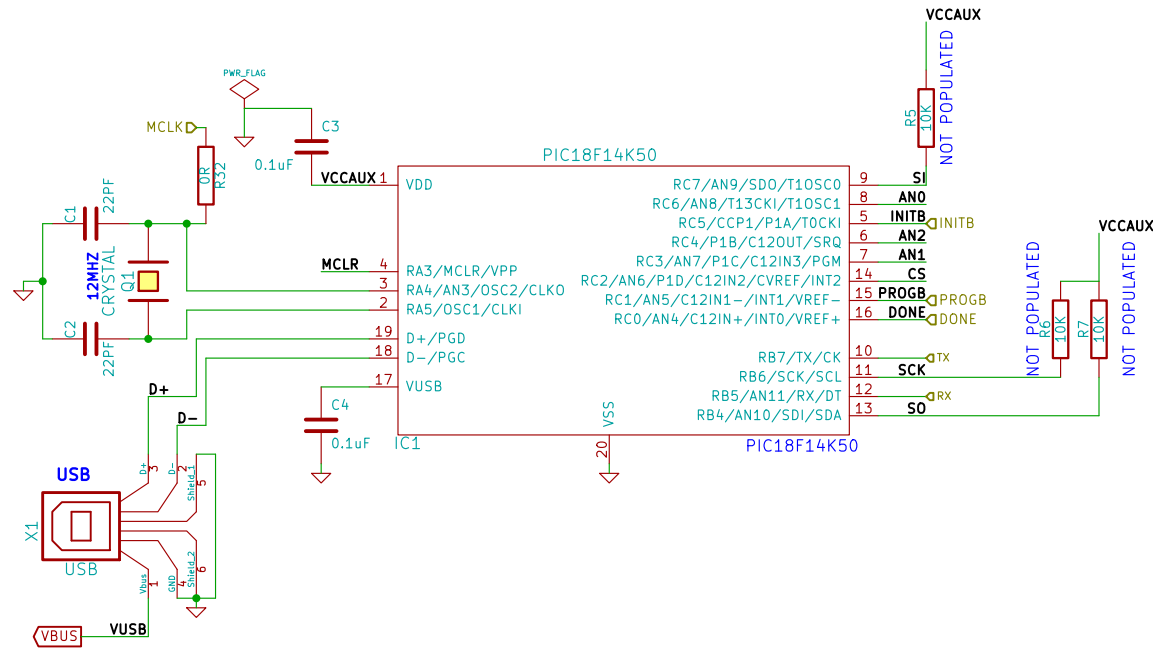 VCCAUX
NOT POPULATED
R5
10K
PWR_FLAG
MCLK
C3
0.1uF
0R
R32
VCCAUX
PIC18F14K50
C1
22PF
12MHZ
CRYSTAL
Q1
C2
22PF
MCLR
1 VDD
4 RA3/MCLR/VPP
3 RA4/AN3/OSC2/CLKO
2 RA5/OSC1/CLKI
19 D+/PGD
18 D-/PGC
17 VUSB
RC7/AN9/SDO/T1OSC0 9 SI
RC6/AN8/T13CKI/T1OSC1 8 AN0
RC5/CCP1/P1A/T0CKI 5 INITB INITB
RC4/P1B/C12OUT/SRQ 6 AN2
RC3/AN7/P1C/C12IN3/PGM 7 AN1
RC2/AN6/P1D/C12IN2/CVREF/INT2 14 CS
RC1/AN5/C12IN1-/INT1/VREF- 15 PROGB PROGB
RC0/AN4/C12IN+/INT0/VREF+ 16 DONE DONE
RB7/TX/CK 10 TX
RB6/SCK/SCL 11 SCK
RB5/AN11/RX/DT 12 RX
RB4/AN10/SDI/SDA 13 SO
VSS
20
IC1
PIC18F14K50
VCCAUX
NOT POPULATED
R6
10K
R7
10K
NOT POPULATED
C4
0.1uF
D+
D-
USB
D+
3
D-
2
Shield_1
5
X1
USB
Vbus
1
GND
4
Shield_2
6
VBUS
VUSB